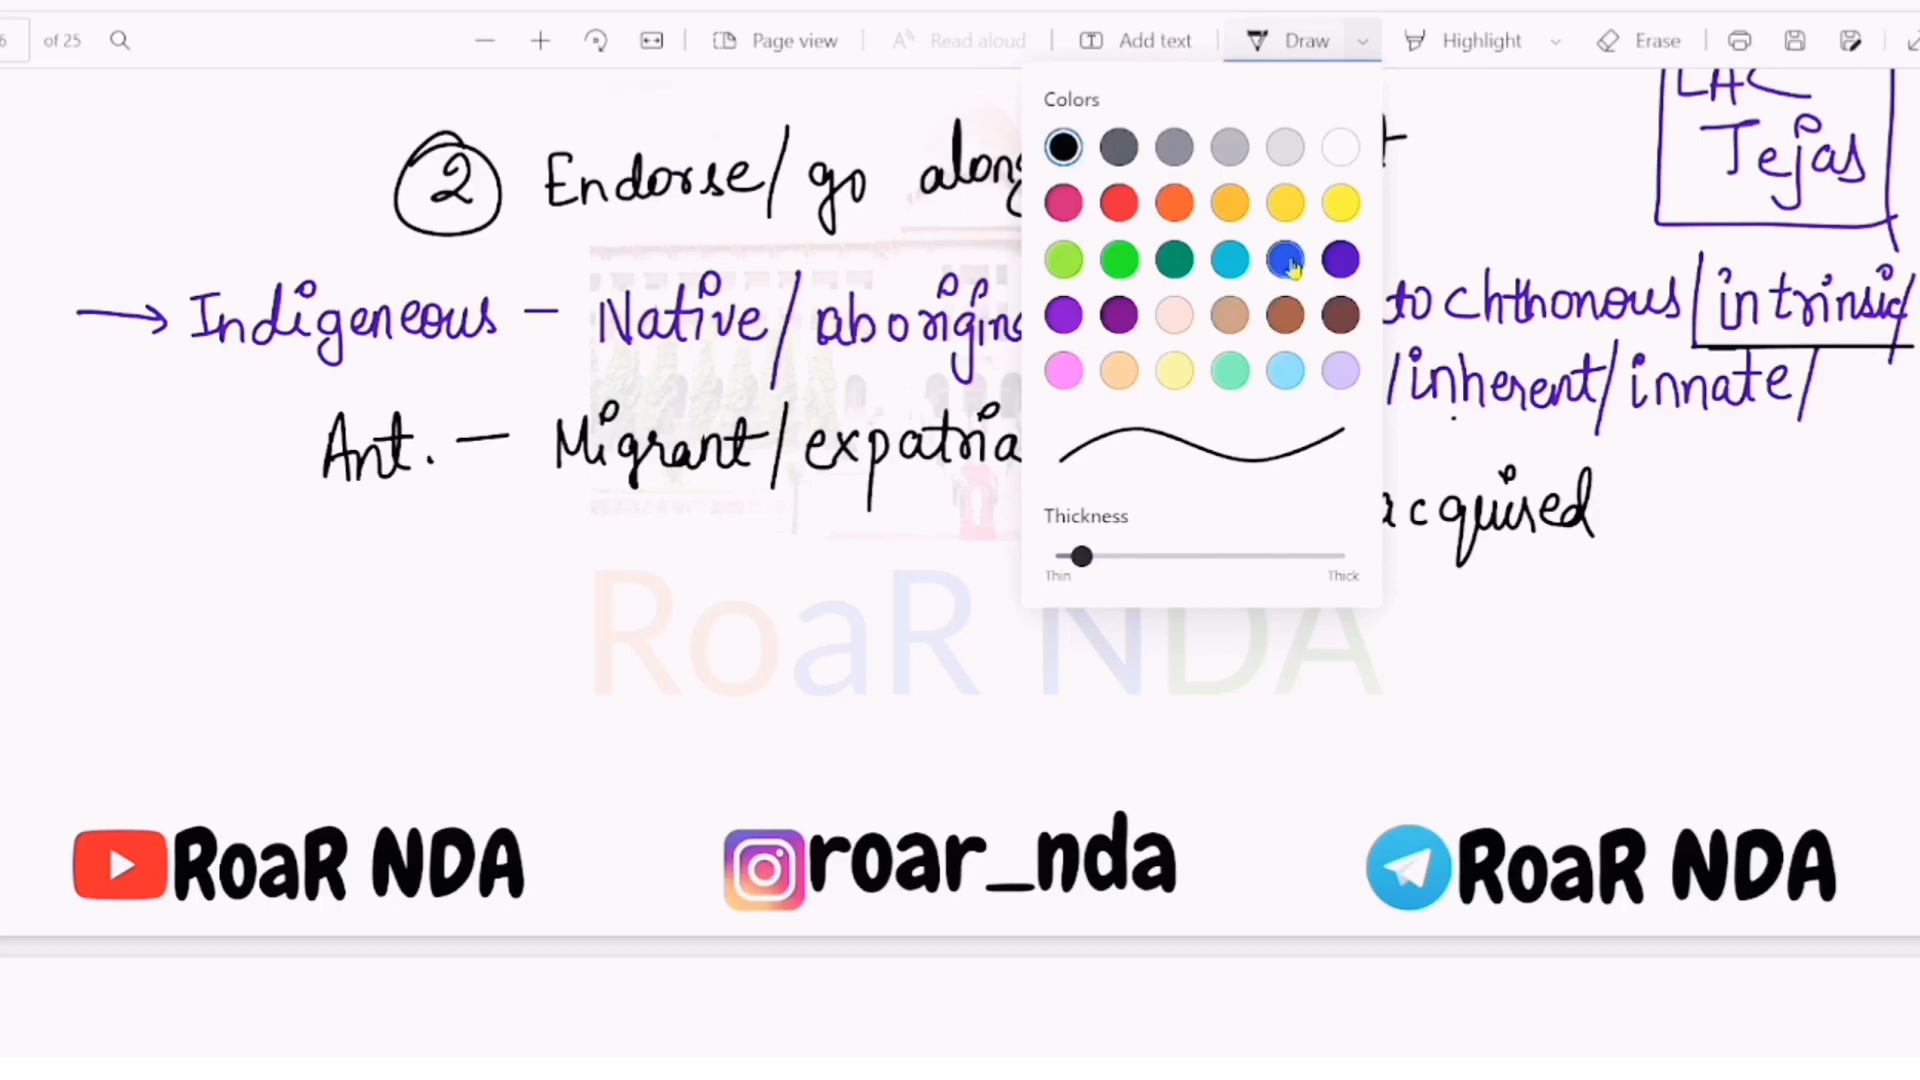 6 of 25 Page view Read aloud Add text Draw Highlight Erase
Colors
LAC
Tejas
2 Endorse/ go along
Indigeneous - Native/ aborigins tochthonous / intrinsic/
/inherent/innate/
Ant. - Migrant/expatria acquired
Thickness
Thin Thick
RoaR NDA
RoaR NDA roar_nda RoaR NDA